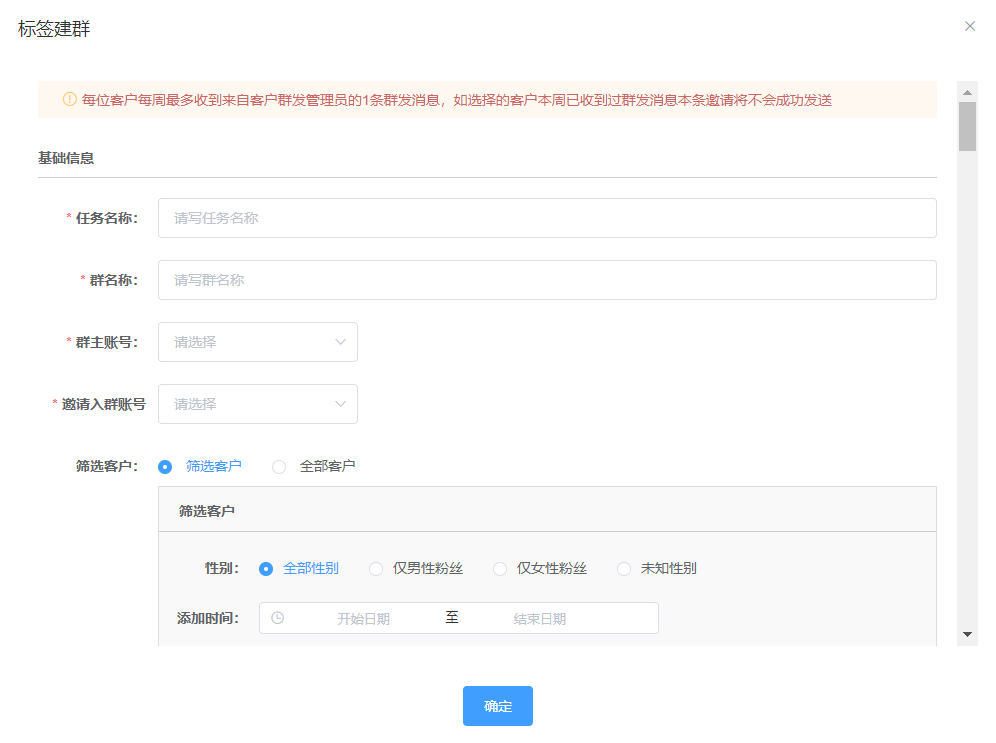 标签建群
每位客户每周最多收到来自客户群发管理员的1条群发消息，如选择的客户本周已收到过群发消息本条邀请将不会成功发送
基础信息
* 任务名称： 请写任务名称
* 群名称： 请写群名称
* 群主账号： 请选择
* 邀请入群账号 请选择
筛选客户： 筛选客户 全部客户
筛选客户
性别： 全部性别 仅男性粉丝 仅女性粉丝 未知性别
添加时间： 开始日期 至 结束日期
确定